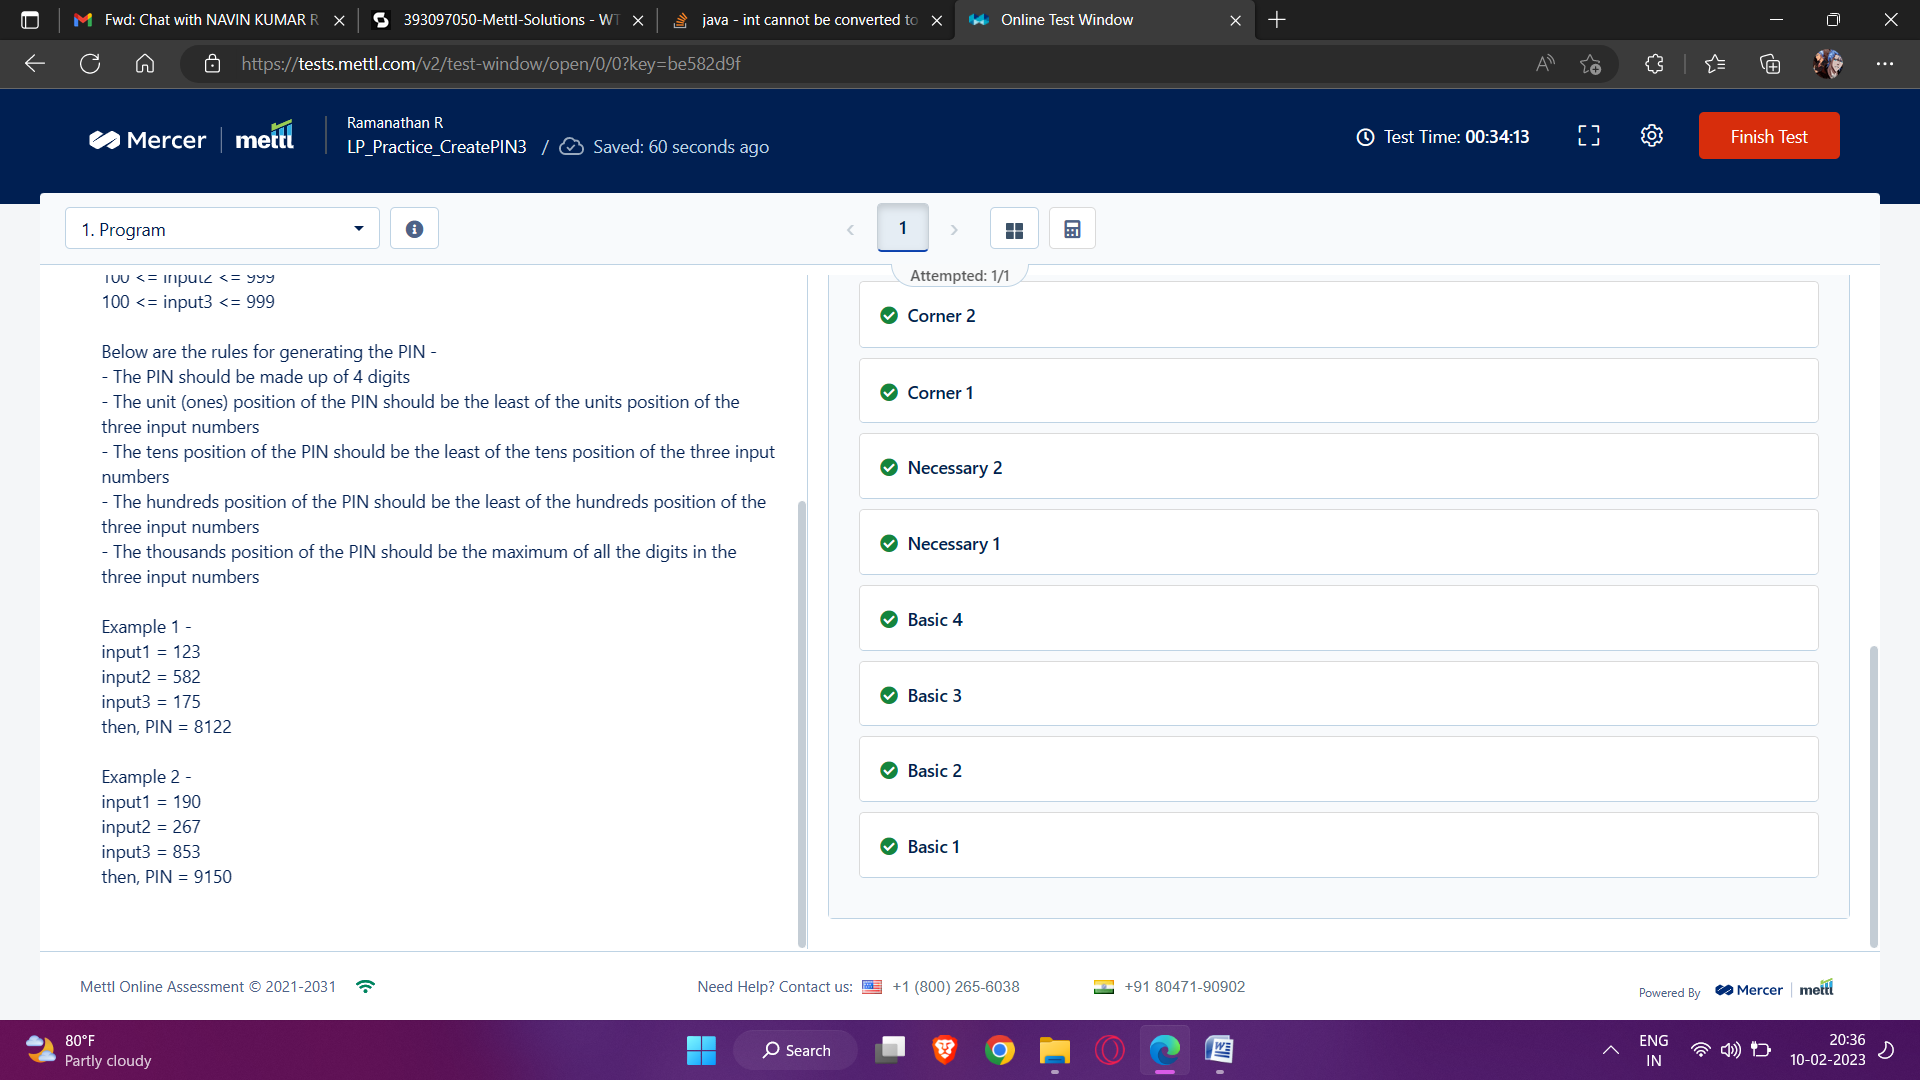 Fwd: Chat with NAVIN KUMAR R
393097050-Mettl-Solutions - WT
java - int cannot be converted to
Online Test Window
https://tests.mettl.com/v2/test-window/open/0/0?key=be582d9f
Mercer
mettl
Ramanathan R
LP_Practice_CreatePIN3 / Saved: 60 seconds ago
Test Time: 00:34:13
Finish Test
1. Program
1
Attempted: 1/1
100 <= input2 <= 999
100 <= input3 <= 999
Below are the rules for generating the PIN -
- The PIN should be made up of 4 digits
- The unit (ones) position of the PIN should be the least of the units position of the
three input numbers
- The tens position of the PIN should be the least of the tens position of the three input
numbers
- The hundreds position of the PIN should be the least of the hundreds position of the
three input numbers
- The thousands position of the PIN should be the maximum of all the digits in the
three input numbers
Example 1 -
input1 = 123
input2 = 582
input3 = 175
then, PIN = 8122
Example 2 -
input1 = 190
input2 = 267
input3 = 853
then, PIN = 9150
Corner 2
Corner 1
Necessary 2
Necessary 1
Basic 4
Basic 3
Basic 2
Basic 1
Mettl Online Assessment © 2021-2031
Need Help? Contact us: +1 (800) 265-6038
+91 80471-90902
Powered By Mercer mettl
80°F
Partly cloudy
Search
ENG
IN
20:36
10-02-2023